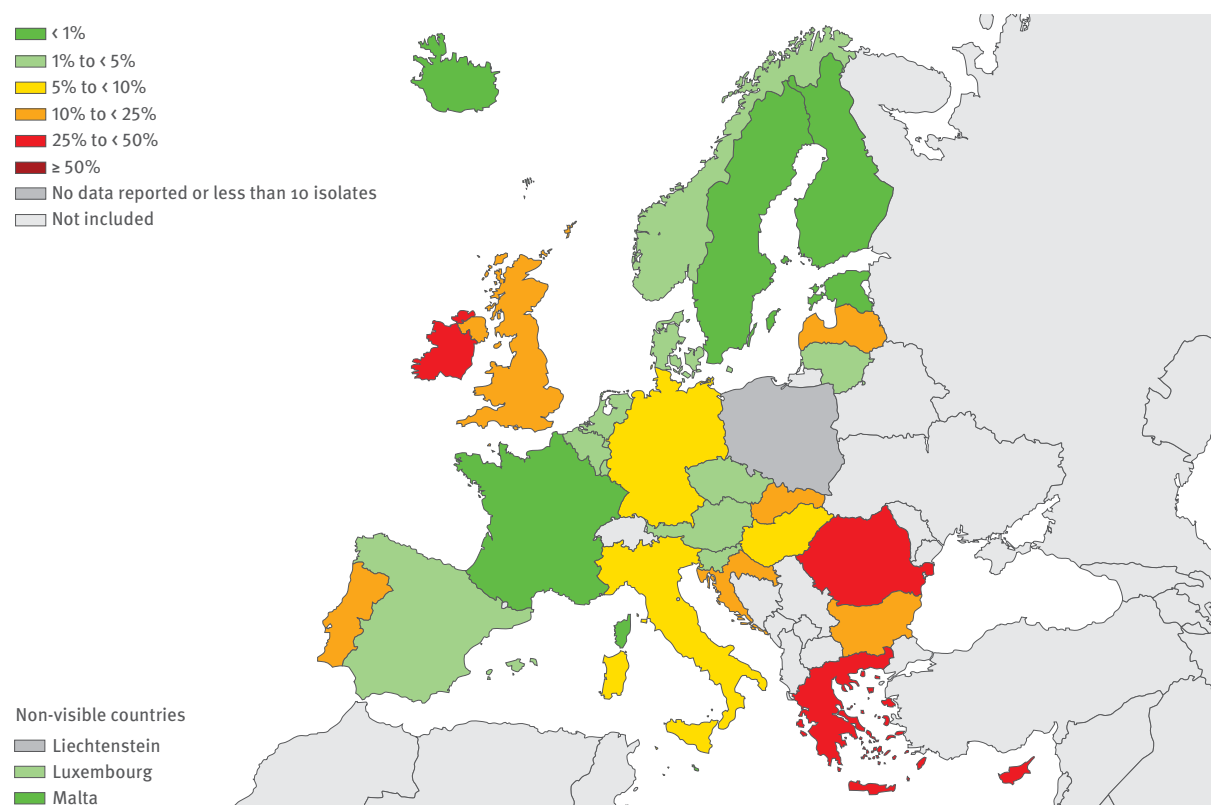 < 1%
1% to < 5%
5% to < 10%
10% to < 25%
25% to < 50%
≥ 50%
No data reported or less than 10 isolates
Not included
Non-visible countries
Liechtenstein
Luxembourg
Malta